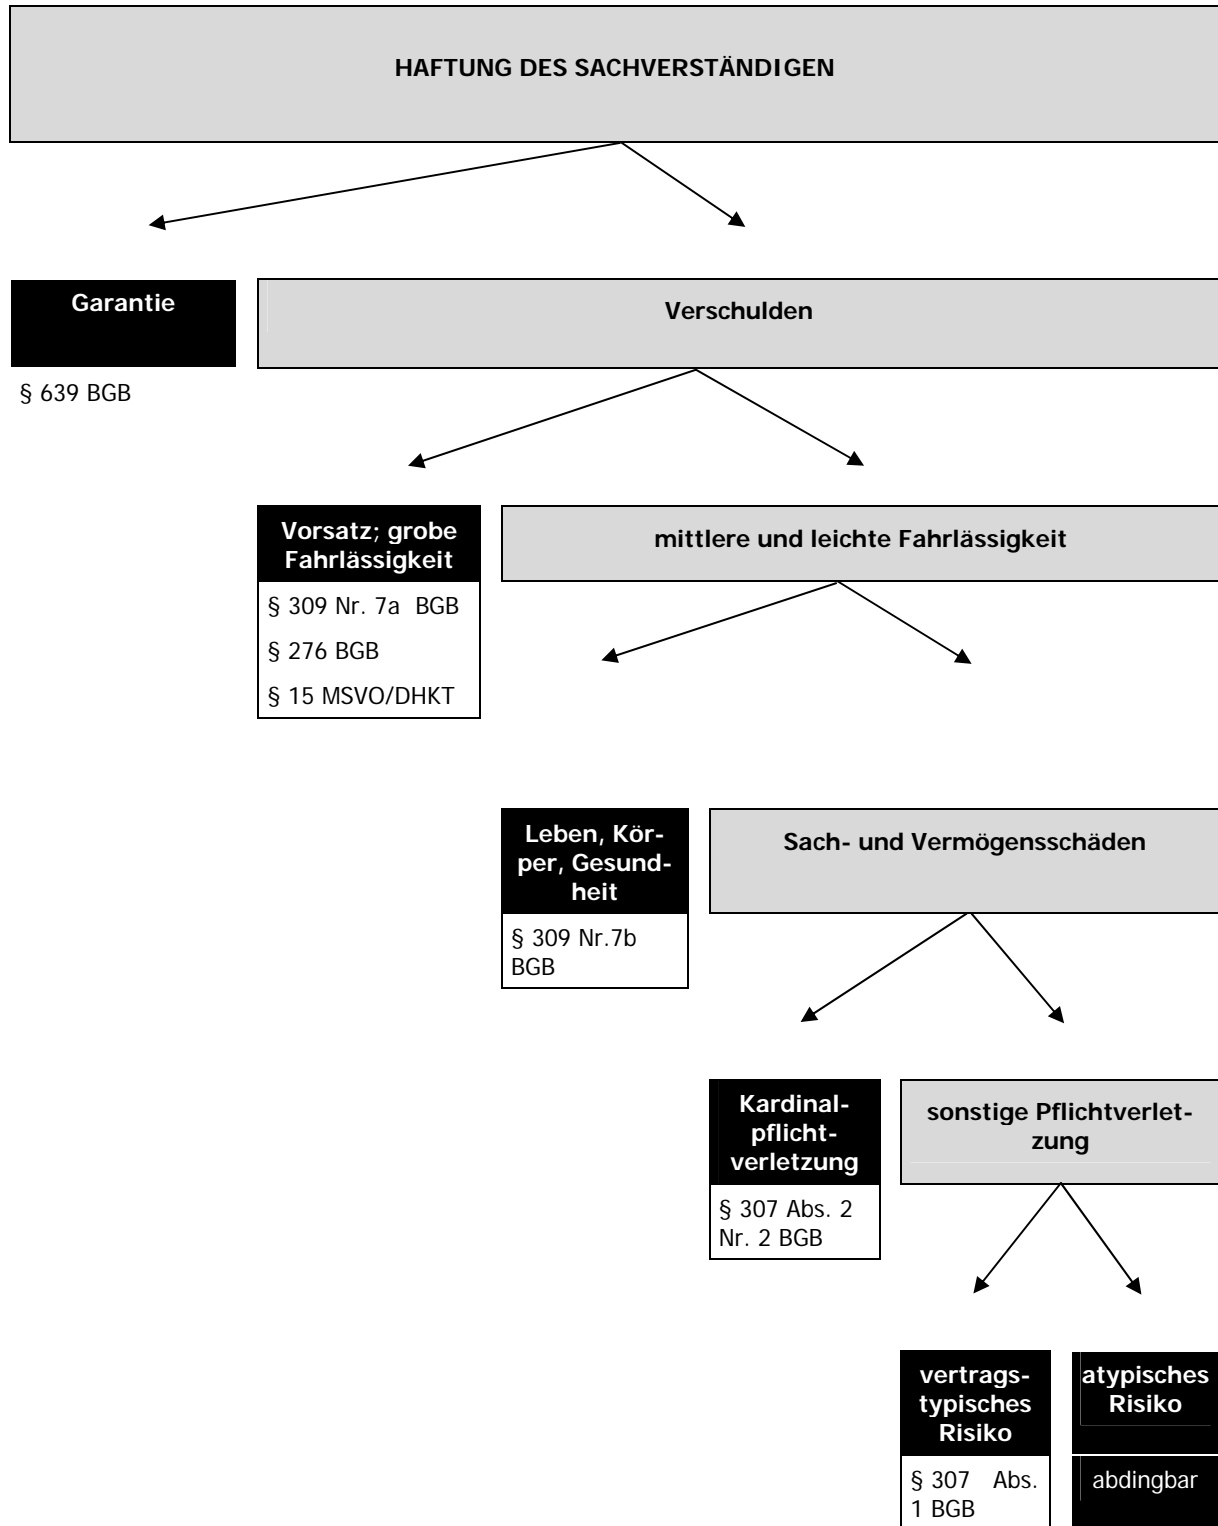 HAFTUNG DES SACHVERSTÄNDIGEN
Garantie
§ 639 BGB
Verschulden
Vorsatz; grobe
Fahrlässigkeit
§ 309 Nr. 7a BGB
§ 276 BGB
§ 15 MSVO/DHKT
mittlere und leichte Fahrlässigkeit
Leben, Kör-
per, Gesund-
heit
§ 309 Nr.7b
BGB
Sach- und Vermögensschäden
Kardinal-
pflicht-
verletzung
§ 307 Abs. 2
Nr. 2 BGB
sonstige Pflichtverlet-
zung
vertrags-
typisches
Risiko
§ 307 Abs.
1 BGB
atypisches
Risiko
abdingbar